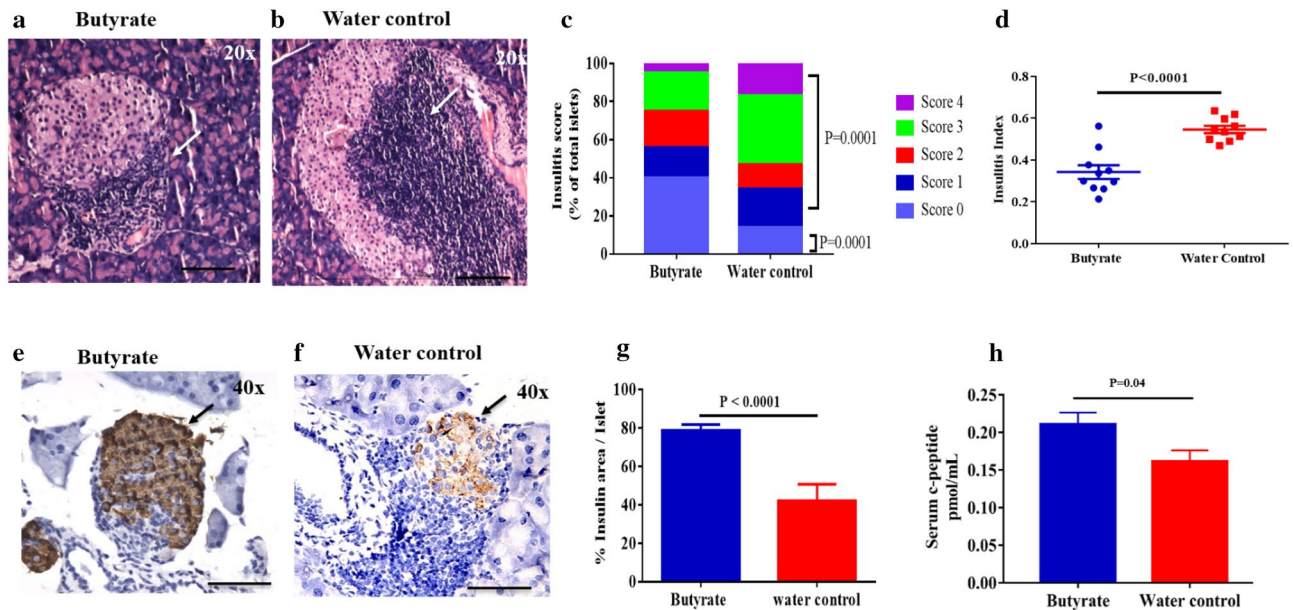 a
Butyrate
20x
b
Water control
20x
c
Insulitis score
(% of total islets)
100
80
60
40
20
0
Butyrate
Water control
P=0.0001
P=0.0001
Score 4
Score 3
Score 2
Score 1
Score 0
d
P<0.0001
Insulitis Index
0.8
0.6
0.4
0.2
0.0
Butyrate
Water Control
e
Butyrate
40x
f
Water control
40x
g
% Insulin area / Islet
100
80
60
40
20
0
P < 0.0001
Butyrate
water control
h
Serum c-peptide
pmol/mL
0.25
0.20
0.15
0.10
0.05
0.00
P=0.04
Butyrate
Water control